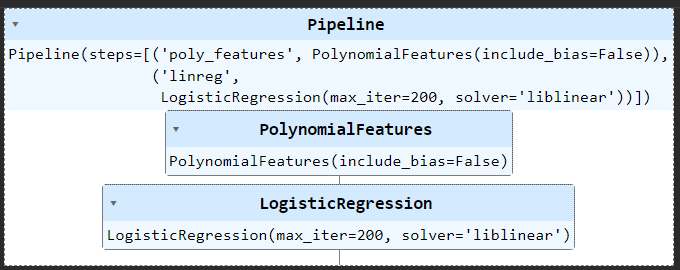 Pipeline
Pipeline(steps=[('poly_features', PolynomialFeatures(include_bias=False)),
('linreg',
LogisticRegression(max_iter=200, solver='liblinear'))])
PolynomialFeatures
PolynomialFeatures(include_bias=False)
LogisticRegression
LogisticRegression(max_iter=200, solver='liblinear')